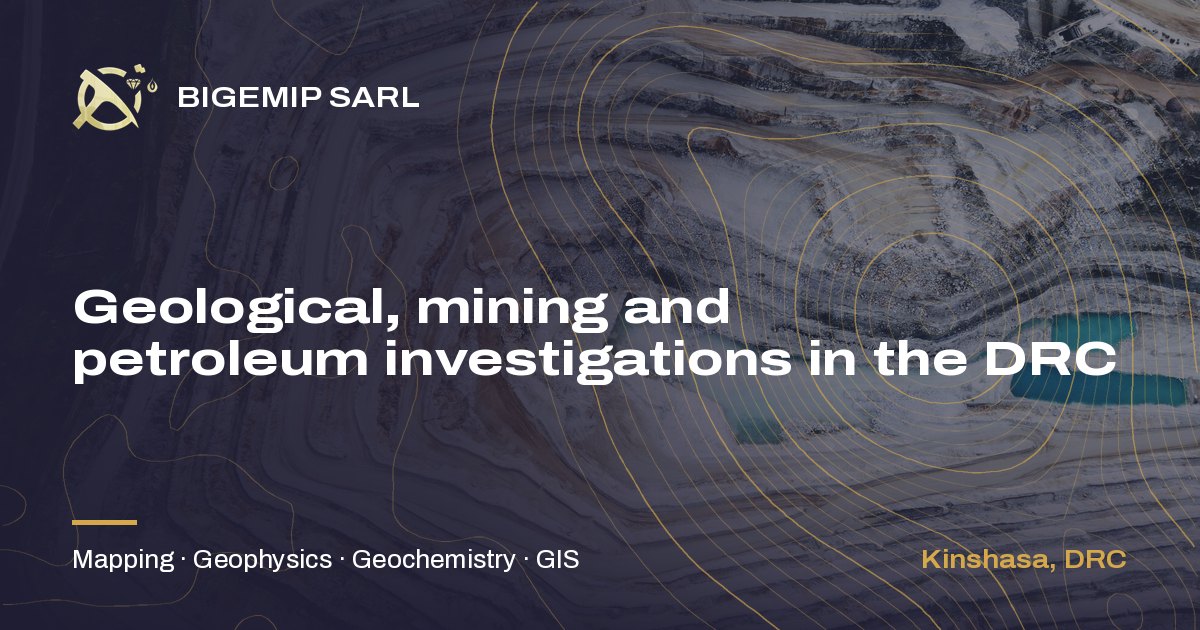 BIGEMIP SARL
Geological, mining and
petroleum investigations in the DRC
Mapping · Geophysics · Geochemistry · GIS
Kinshasa, DRC